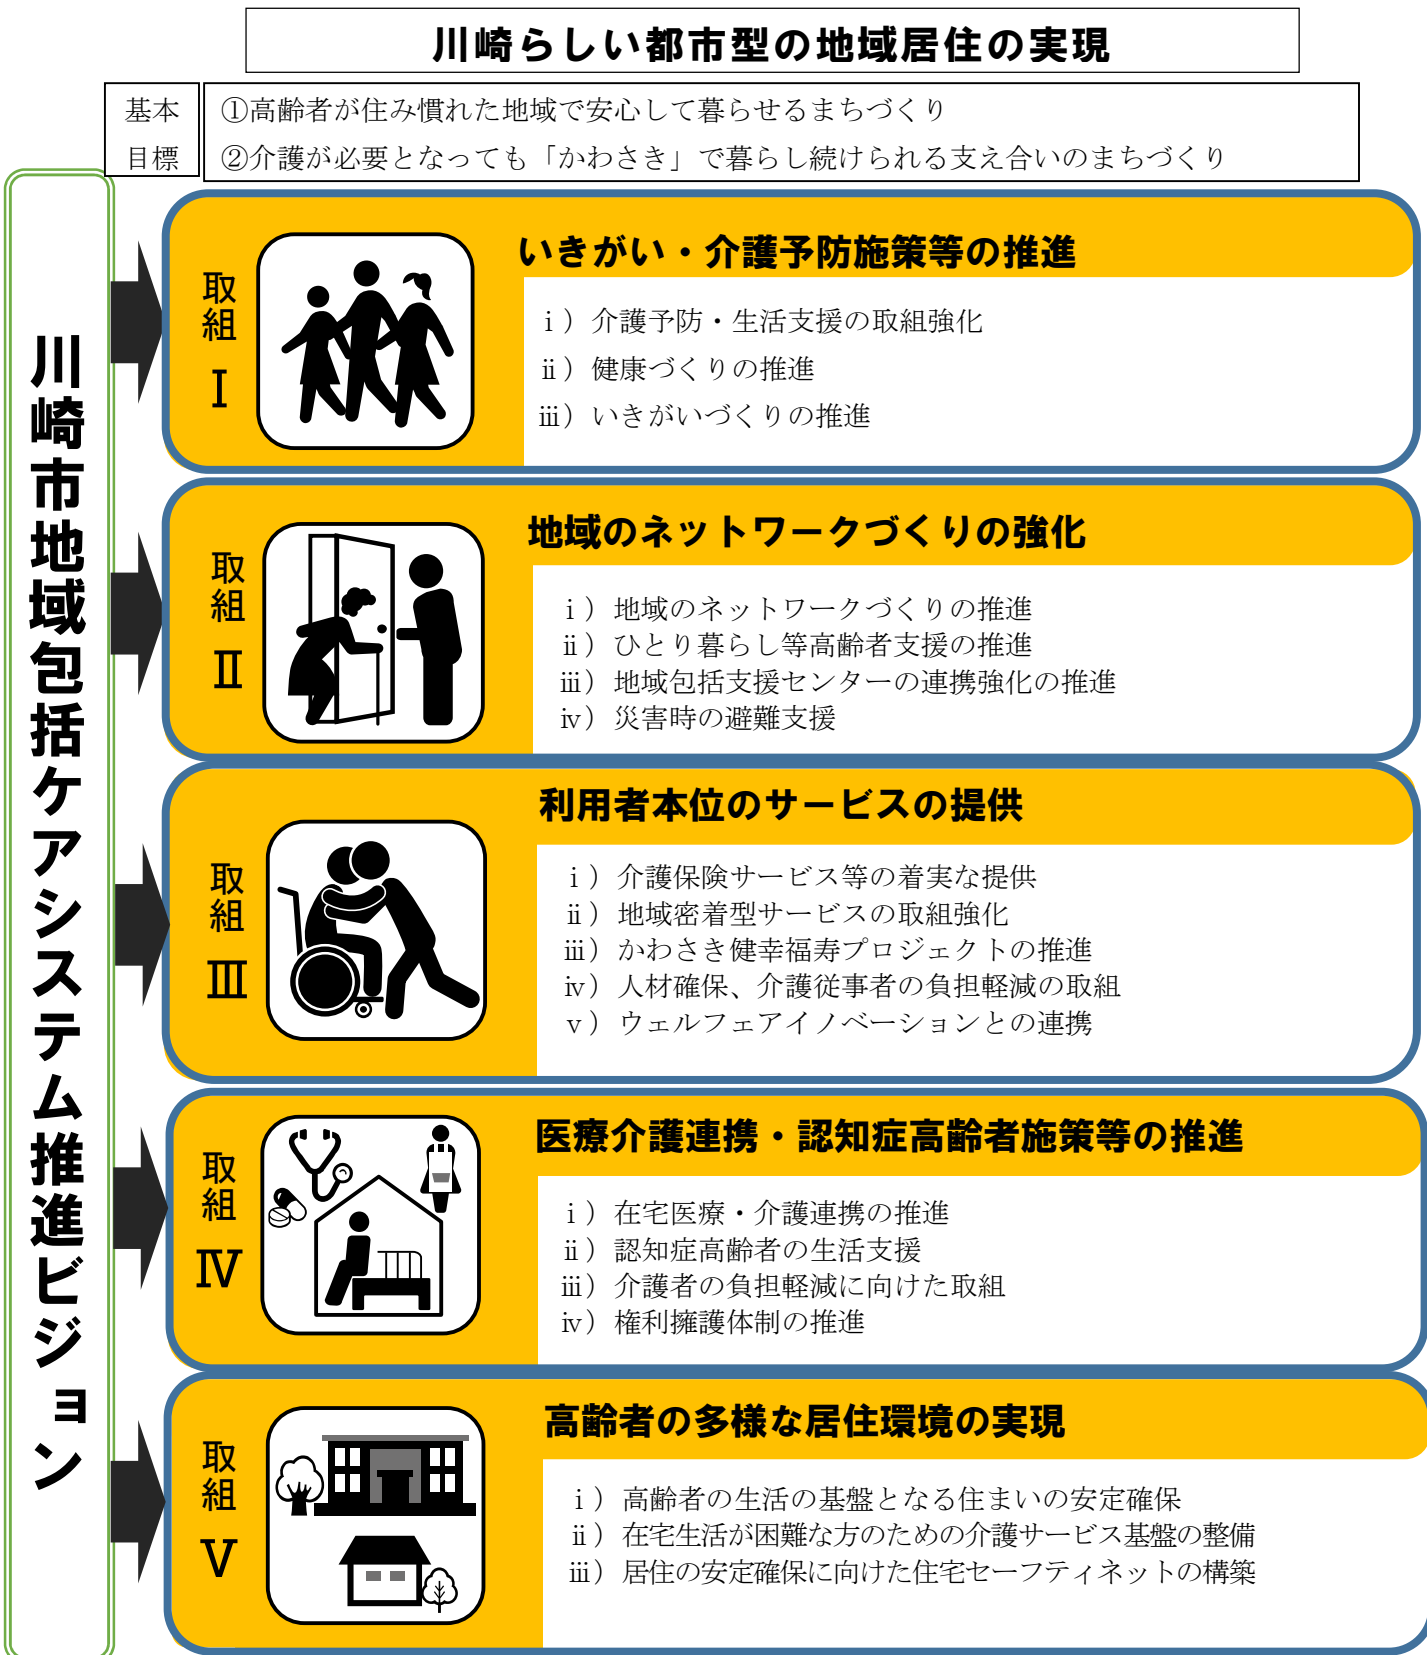 川崎らしい都市型の地域居住の実現
基本
目標
①高齢者が住み慣れた地域で安心して暮らせるまちづくり
②介護が必要となっても「かわさき」で暮らし続けられる支え合いのまちづくり
川崎市地域包括ケアシステム推進ビジョン
取組
Ⅰ
いきがい・介護予防施策等の推進
ⅰ）介護予防・生活支援の取組強化
ⅱ）健康づくりの推進
ⅲ）いきがいづくりの推進
取組
Ⅱ
地域のネットワークづくりの強化
ⅰ）地域のネットワークづくりの推進
ⅱ）ひとり暮らし等高齢者支援の推進
ⅲ）地域包括支援センターの連携強化の推進
ⅳ）災害時の避難支援
取組
Ⅲ
利用者本位のサービスの提供
ⅰ）介護保険サービス等の着実な提供
ⅱ）地域密着型サービスの取組強化
ⅲ）かわさき健幸福寿プロジェクトの推進
ⅳ）人材確保、介護従事者の負担軽減の取組
ⅴ）ウェルフェアイノベーションとの連携
取組
Ⅳ
医療介護連携・認知症高齢者施策等の推進
ⅰ）在宅医療・介護連携の推進
ⅱ）認知症高齢者の生活支援
ⅲ）介護者の負担軽減に向けた取組
ⅳ）権利擁護体制の推進
取組
Ⅴ
高齢者の多様な居住環境の実現
ⅰ）高齢者の生活の基盤となる住まいの安定確保
ⅱ）在宅生活が困難な方のための介護サービス基盤の整備
ⅲ）居住の安定確保に向けた住宅セーフティネットの構築